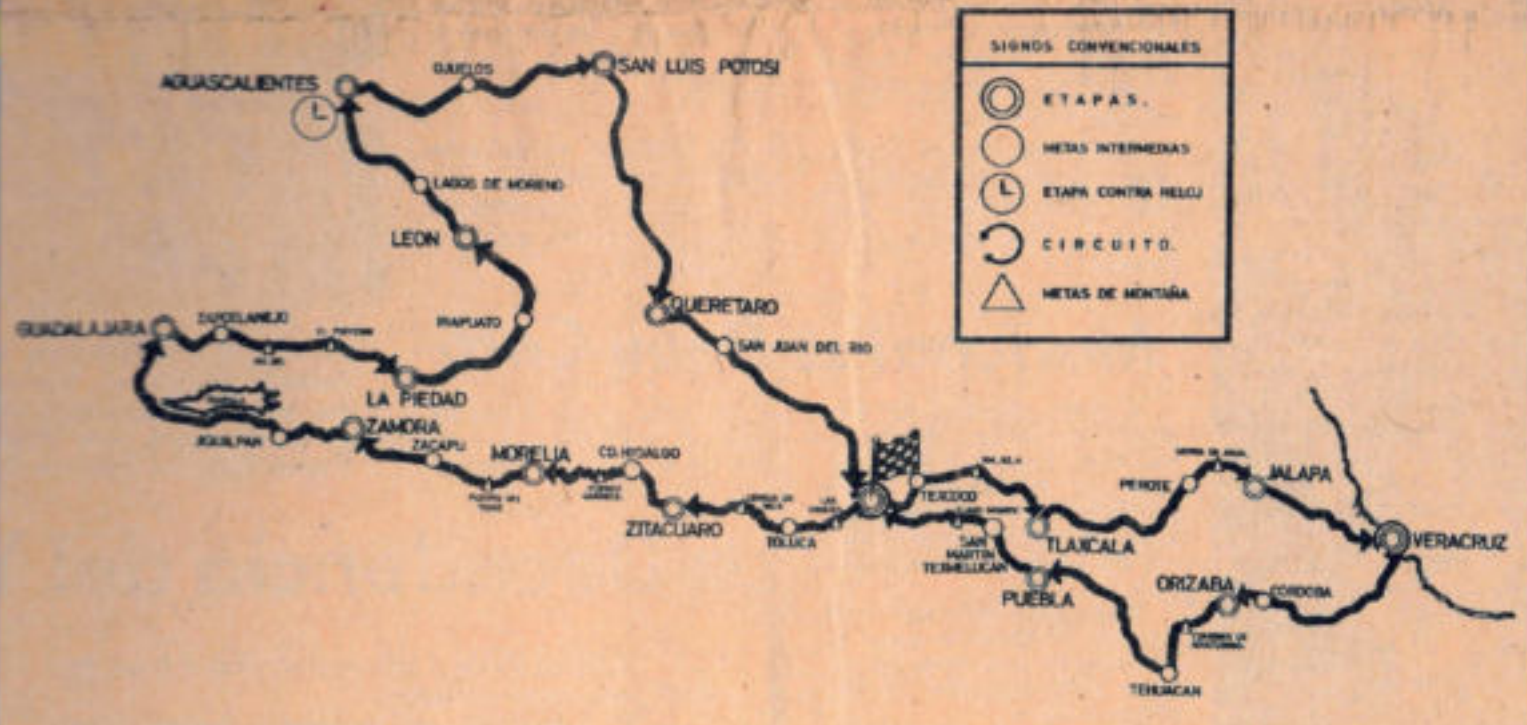 SIGNOS CONVENCIONALES
ETAPAS.
METAS INTERMEDIAS
ETAPA CONTRA RELOJ
CIRCUITO.
METAS DE MONTAÑA
AGUASCALIENTES
OJUELOS
SAN LUIS POTOSI
LAGOS DE MORENO
LEON
QUERETARO
GUADALAJARA
ZAPOTLANEJO
IRAPUATO
SAN JUAN DEL RIO
LA PIEDAD
ZAMORA
JIQUILPAN
ZACAPU
MORELIA
CD. HIDALGO
ZITACUARO
TOLUCA
TEXCOCO
TLAXCALA
PEROTE
JALAPA
VERACRUZ
SAN
MARTIN
TEXMELUCAN
PUEBLA
ORIZABA
CORDOBA
TEHUACAN